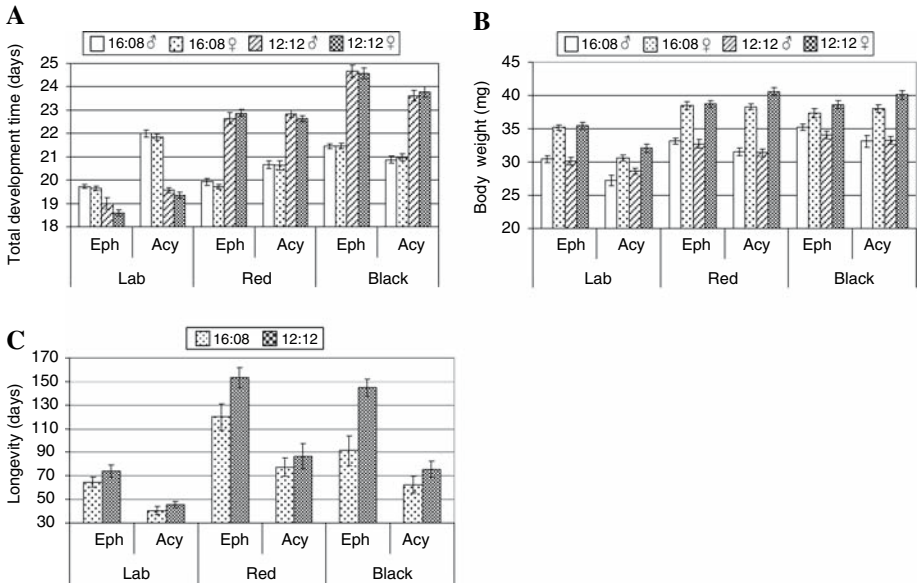 A
16:08♂ 16:08♀ 12:12♂ 12:12♀
Total development time (days)
25
24
23
22
21
20
19
18
Eph Acy Eph Acy Eph Acy
Lab Red Black
B
16:08♂ 16:08♀ 12:12♂ 12:12♀
Body weight (mg)
45
40
35
30
25
20
Eph Acy Eph Acy Eph Acy
Lab Red Black
C
16:08 12:12
Longevity (days)
170
150
130
110
90
70
50
30
Eph Acy Eph Acy Eph Acy
Lab Red Black